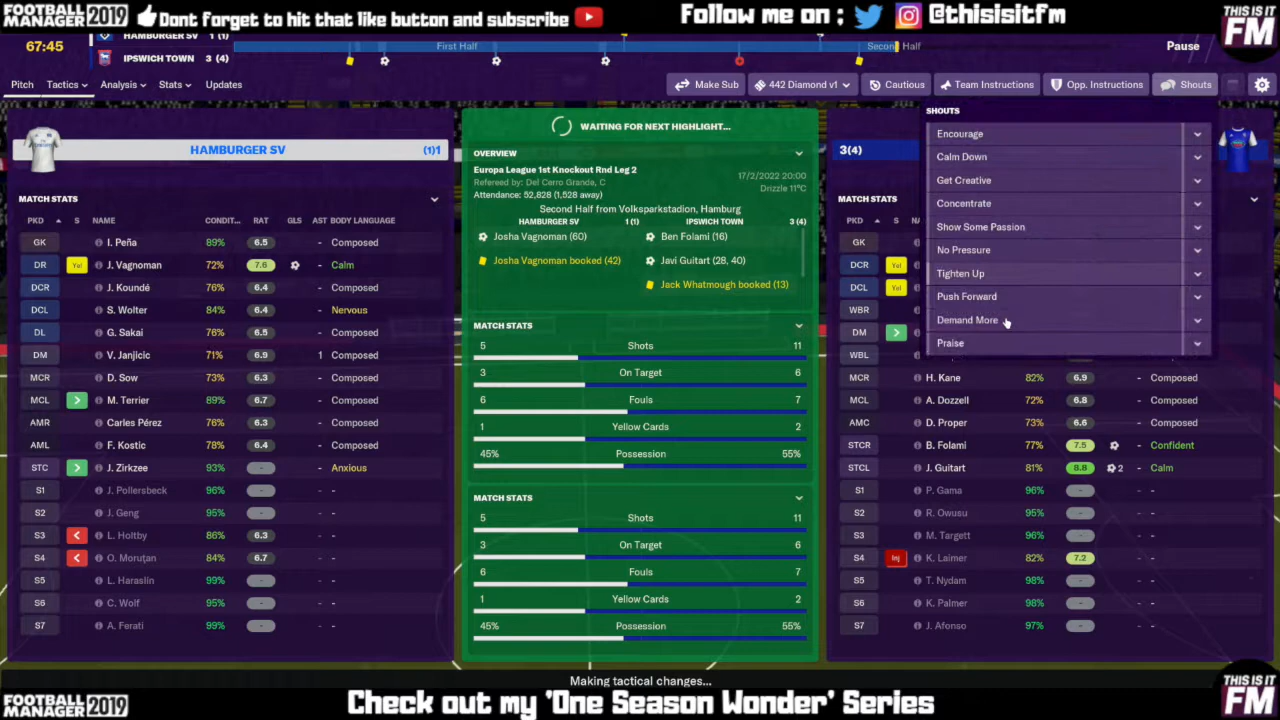 FOOTBALL MANAGER 2019
Dont forget to hit that like button and subscribe
Follow me on : @thisisitfm
THIS IS IT FM
67:45
HAMBURGER SV 1 (1)
IPSWICH TOWN 3 (4)
First Half
Second Half
Pause
Pitch Tactics Analysis Stats Updates
Make Sub 442 Diamond v1 Cautious Team Instructions Opp. Instructions Shouts
SHOUTS
Encourage
Calm Down
Get Creative
Concentrate
Show Some Passion
No Pressure
Tighten Up
Push Forward
Demand More
Praise
HAMBURGER SV (1)1
MATCH STATS
PKD S NAME CONDIT... RAT GLS AST BODY LANGUAGE
GK I. Peña 89% 6.5 - Composed
DR Yel J. Vagnoman 72% 7.6 - Calm
DCR J. Koundé 76% 6.4 - Composed
DCL S. Wolter 84% 6.4 - Nervous
DL G. Sakai 76% 6.5 - Composed
DM V. Janjicic 71% 6.9 1 Composed
MCR D. Sow 73% 6.3 - Composed
MCL M. Terrier 89% 6.7 - Composed
AMR Carles Pérez 76% 6.3 - Composed
AML F. Kostic 78% 6.4 - Composed
STC J. Zirkzee 93% - - Anxious
S1 J. Pollersbeck 96% - - -
S2 J. Geng 95% - - -
S3 L. Holtby 86% 6.3 - -
S4 O. Moruțan 84% 6.7 - -
S5 L. Haraslín 99% - - -
S6 C. Wolf 95% - - -
S7 A. Ferati 99% - - -
WAITING FOR NEXT HIGHLIGHT...
OVERVIEW
Europa League 1st Knockout Rnd Leg 2
17/2/2022 20:00
Refereed by: Del Cerro Grande, C
Drizzle 11°C
Attendance: 52,828 (1,528 away)
Second Half from Volksparkstadion, Hamburg
HAMBURGER SV 1 (1) IPSWICH TOWN 3 (4)
Josha Vagnoman (60) Ben Folami (16)
Josha Vagnoman booked (42) Javi Guitart (28, 40)
Jack Whatmough booked (13)
MATCH STATS
5 Shots 11
3 On Target 6
6 Fouls 7
1 Yellow Cards 2
45% Possession 55%
MATCH STATS
5 Shots 11
3 On Target 6
6 Fouls 7
1 Yellow Cards 2
45% Possession 55%
3(4)
MATCH STATS
PKD S N
GK
DCR Yel
DCL Yel
WBR
DM
WBL
MCR H. Kane 82% 6.9 - Composed
MCL A. Dozzell 72% 6.8 - Composed
AMC D. Proper 73% 6.6 - Composed
STCR B. Folami 77% 7.5 - Confident
STCL J. Guitart 81% 8.8 2 - Calm
S1 P. Gama 96% - - -
S2 R. Owusu 95% - - -
S3 M. Targett 96% - - -
S4 Inj K. Laimer 82% 7.2 - -
S5 T. Nydam 98% - - -
S6 K. Palmer 98% - - -
S7 J. Afonso 97% - - -
Making tactical changes...
FOOTBALL MANAGER 2019
Check out my 'One Season Wonder' Series
THIS IS IT FM